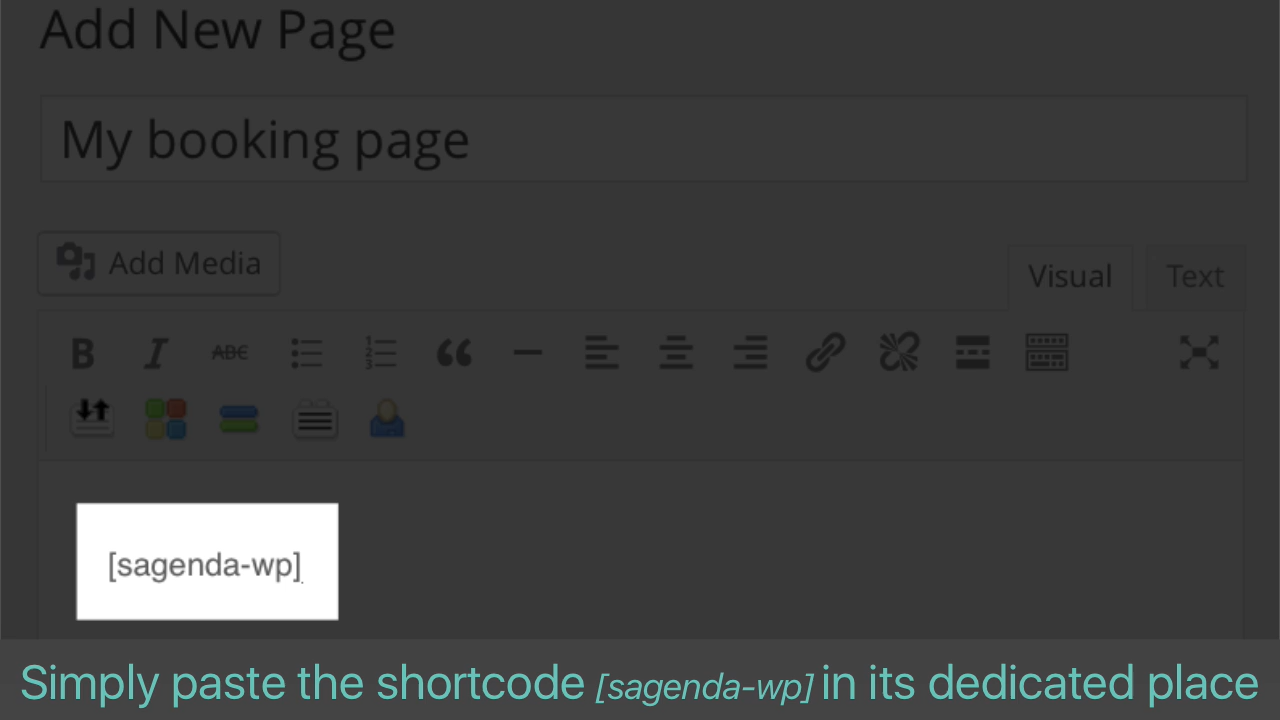 Add New Page
My booking page
Add Media
Visual Text
B I ABC
[sagenda-wp]
Simply paste the shortcode [sagenda-wp] in its dedicated place